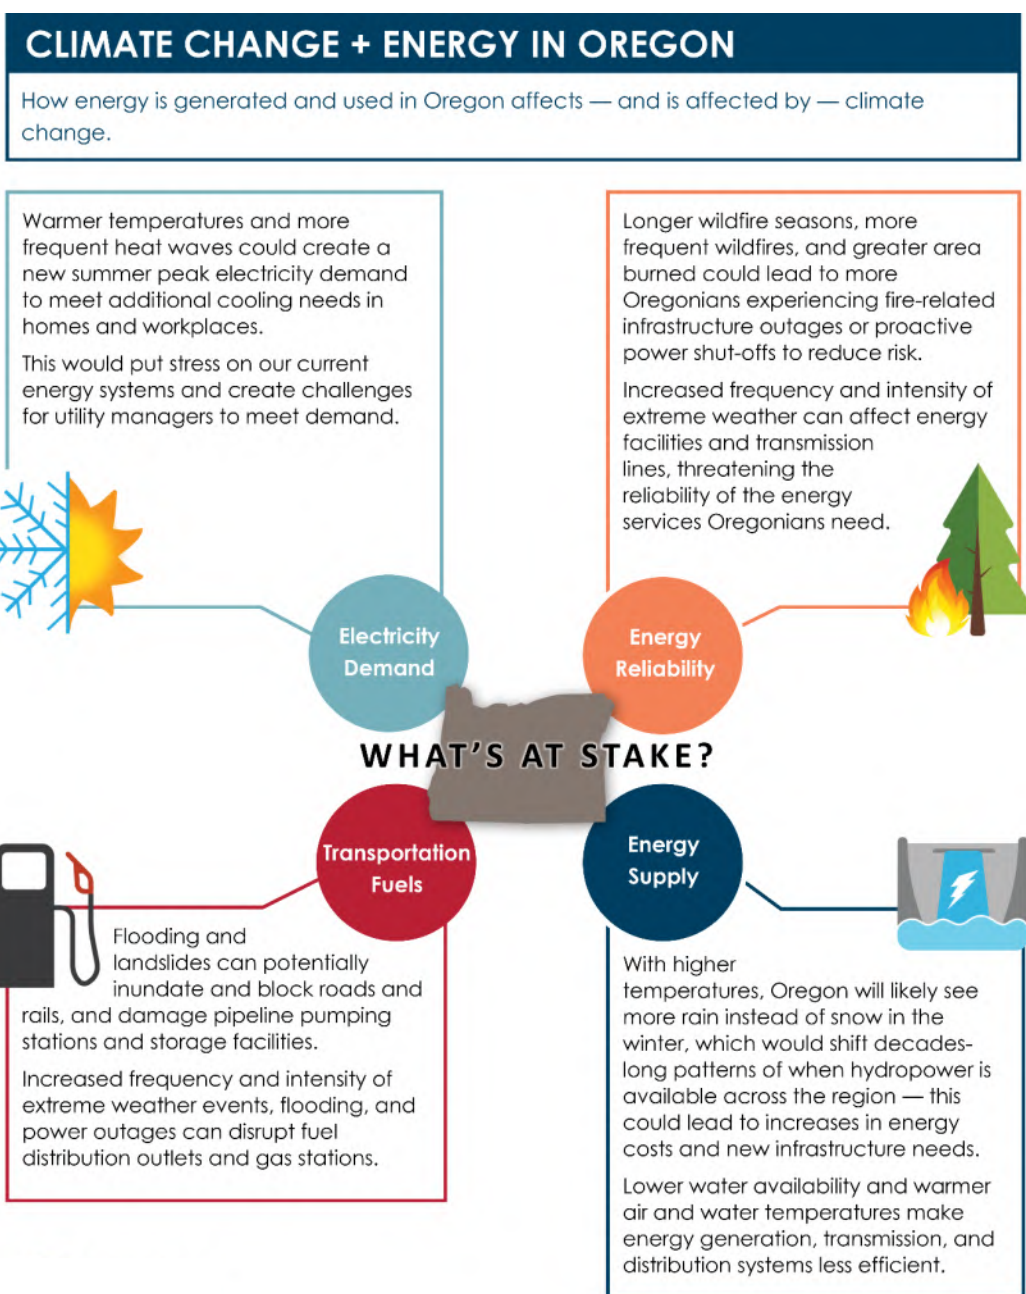 CLIMATE CHANGE + ENERGY IN OREGON
How energy is generated and used in Oregon affects — and is affected by — climate
change.
Warmer temperatures and more
frequent heat waves could create a
new summer peak electricity demand
to meet additional cooling needs in
homes and workplaces.
This would put stress on our current
energy systems and create challenges
for utility managers to meet demand.
Longer wildfire seasons, more
frequent wildfires, and greater area
burned could lead to more
Oregonians experiencing fire-related
infrastructure outages or proactive
power shut-offs to reduce risk.
Increased frequency and intensity of
extreme weather can affect energy
facilities and transmission
lines, threatening the
reliability of the energy
services Oregonians need.
Electricity
Demand
Energy
Reliability
WHAT'S AT STAKE?
Transportation
Fuels
Energy
Supply
Flooding and
landslides can potentially
inundate and block roads and
rails, and damage pipeline pumping
stations and storage facilities.
Increased frequency and intensity of
extreme weather events, flooding, and
power outages can disrupt fuel
distribution outlets and gas stations.
With higher
temperatures, Oregon will likely see
more rain instead of snow in the
winter, which would shift decades-
long patterns of when hydropower is
available across the region — this
could lead to increases in energy
costs and new infrastructure needs.
Lower water availability and warmer
air and water temperatures make
energy generation, transmission, and
distribution systems less efficient.